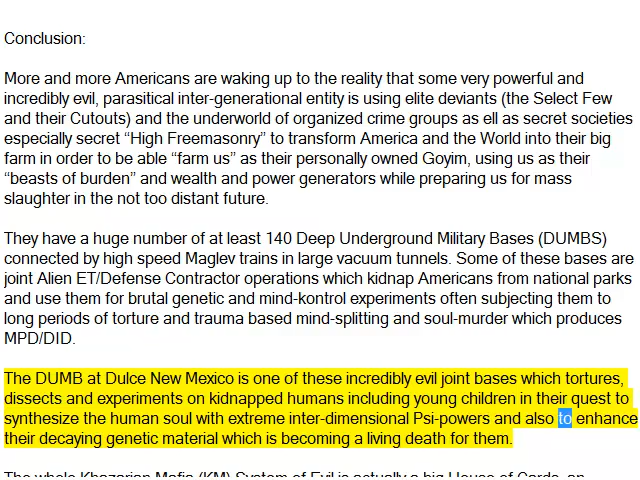 Conclusion:
More and more Americans are waking up to the reality that some very powerful and
incredibly evil, parasitical inter-generational entity is using elite deviants (the Select Few
and their Cutouts) and the underworld of organized crime groups as ell as secret societies
especially secret “High Freemasonry” to transform America and the World into their big
farm in order to be able “farm us” as their personally owned Goyim, using us as their
“beasts of burden” and wealth and power generators while preparing us for mass
slaughter in the not too distant future.
They have a huge number of at least 140 Deep Underground Military Bases (DUMBS)
connected by high speed Maglev trains in large vacuum tunnels. Some of these bases are
joint Alien ET/Defense Contractor operations which kidnap Americans from national parks
and use them for brutal genetic and mind-kontrol experiments often subjecting them to
long periods of torture and trauma based mind-splitting and soul-murder which produces
MPD/DID.
The DUMB at Dulce New Mexico is one of these incredibly evil joint bases which tortures,
dissects and experiments on kidnapped humans including young children in their quest to
synthesize the human soul with extreme inter-dimensional Psi-powers and also to enhance
their decaying genetic material which is becoming a living death for them.
The whole Khazarian Mafia (KM) System of Evil is actually a big House of Cards, an